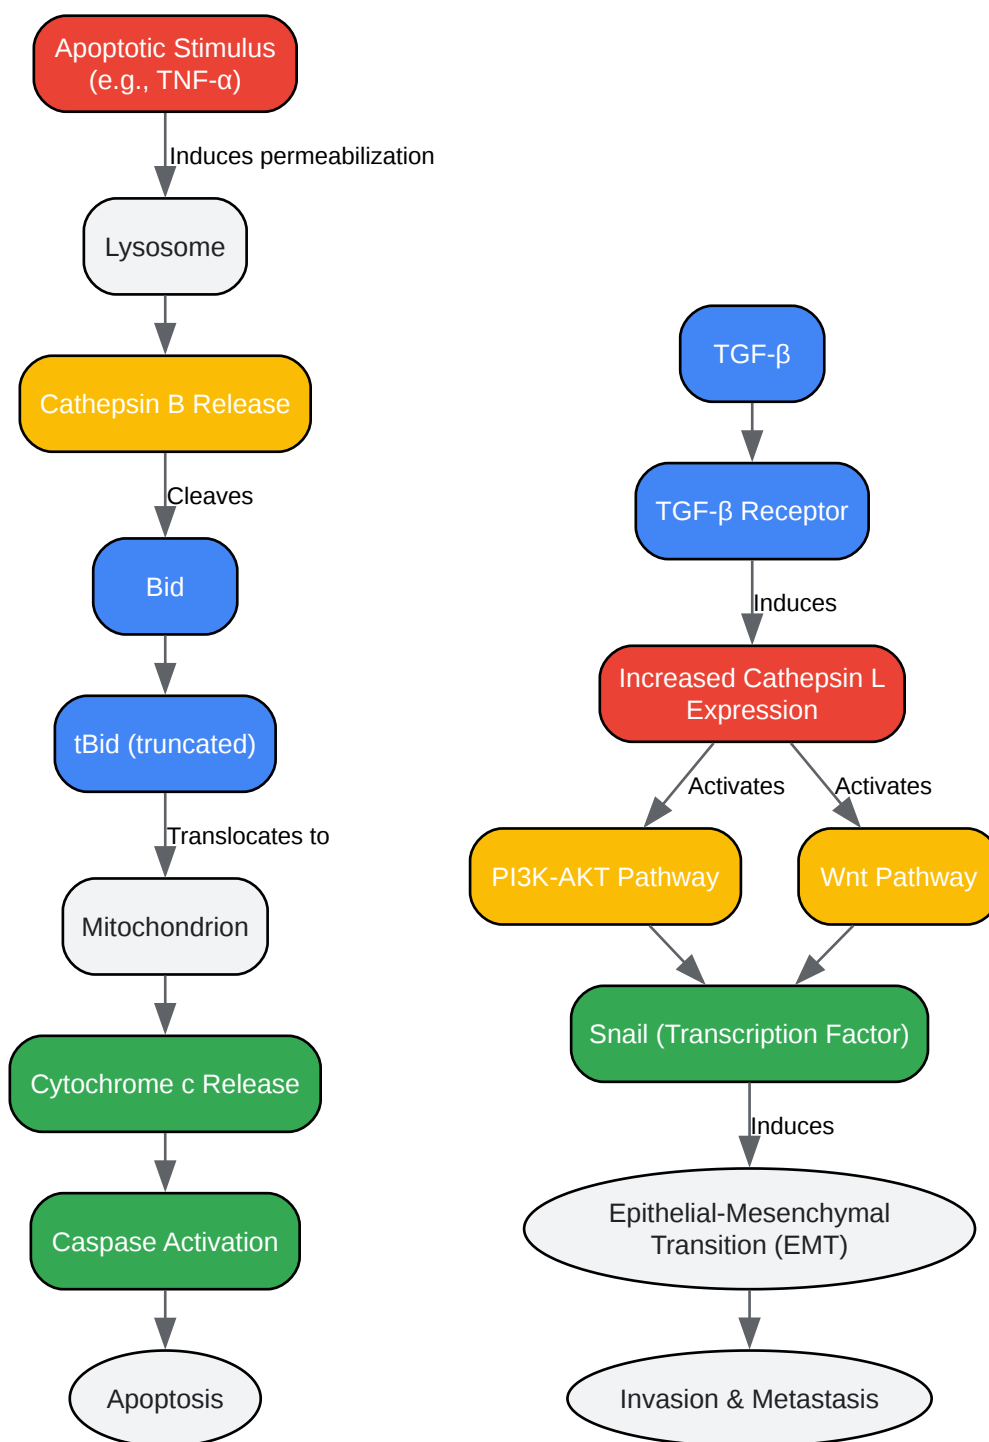 Apoptotic Stimulus
(e.g., TNF-α)
Induces permeabilization
Lysosome
Cathepsin B Release
Cleaves
Bid
tBid (truncated)
Translocates to
Mitochondrion
Cytochrome c Release
Caspase Activation
Apoptosis
TGF-β
TGF-β Receptor
Induces
Increased Cathepsin L
Expression
Activates
Activates
PI3K-AKT Pathway
Wnt Pathway
Snail (Transcription Factor)
Induces
Epithelial-Mesenchymal
Transition (EMT)
Invasion & Metastasis